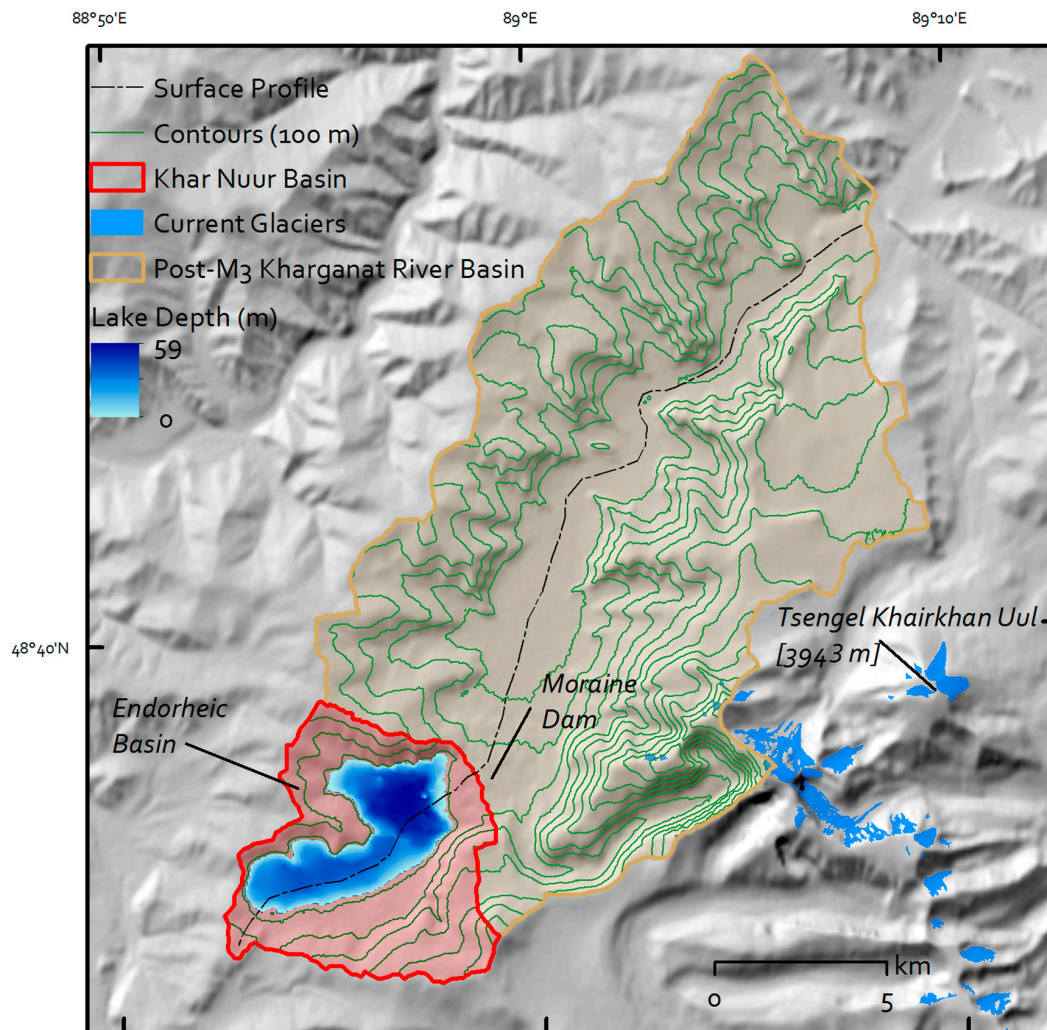 88°50'E 89°E 89°10'E
Surface Profile
Contours (100 m)
Khar Nuur Basin
Current Glaciers
Post-M3 Kharganat River Basin
Lake Depth (m)
59
0
48°40'N
Tsengel Khairkhan Uul
[3943 m]
Moraine
Dam
Endorheic
Basin
km
0 5